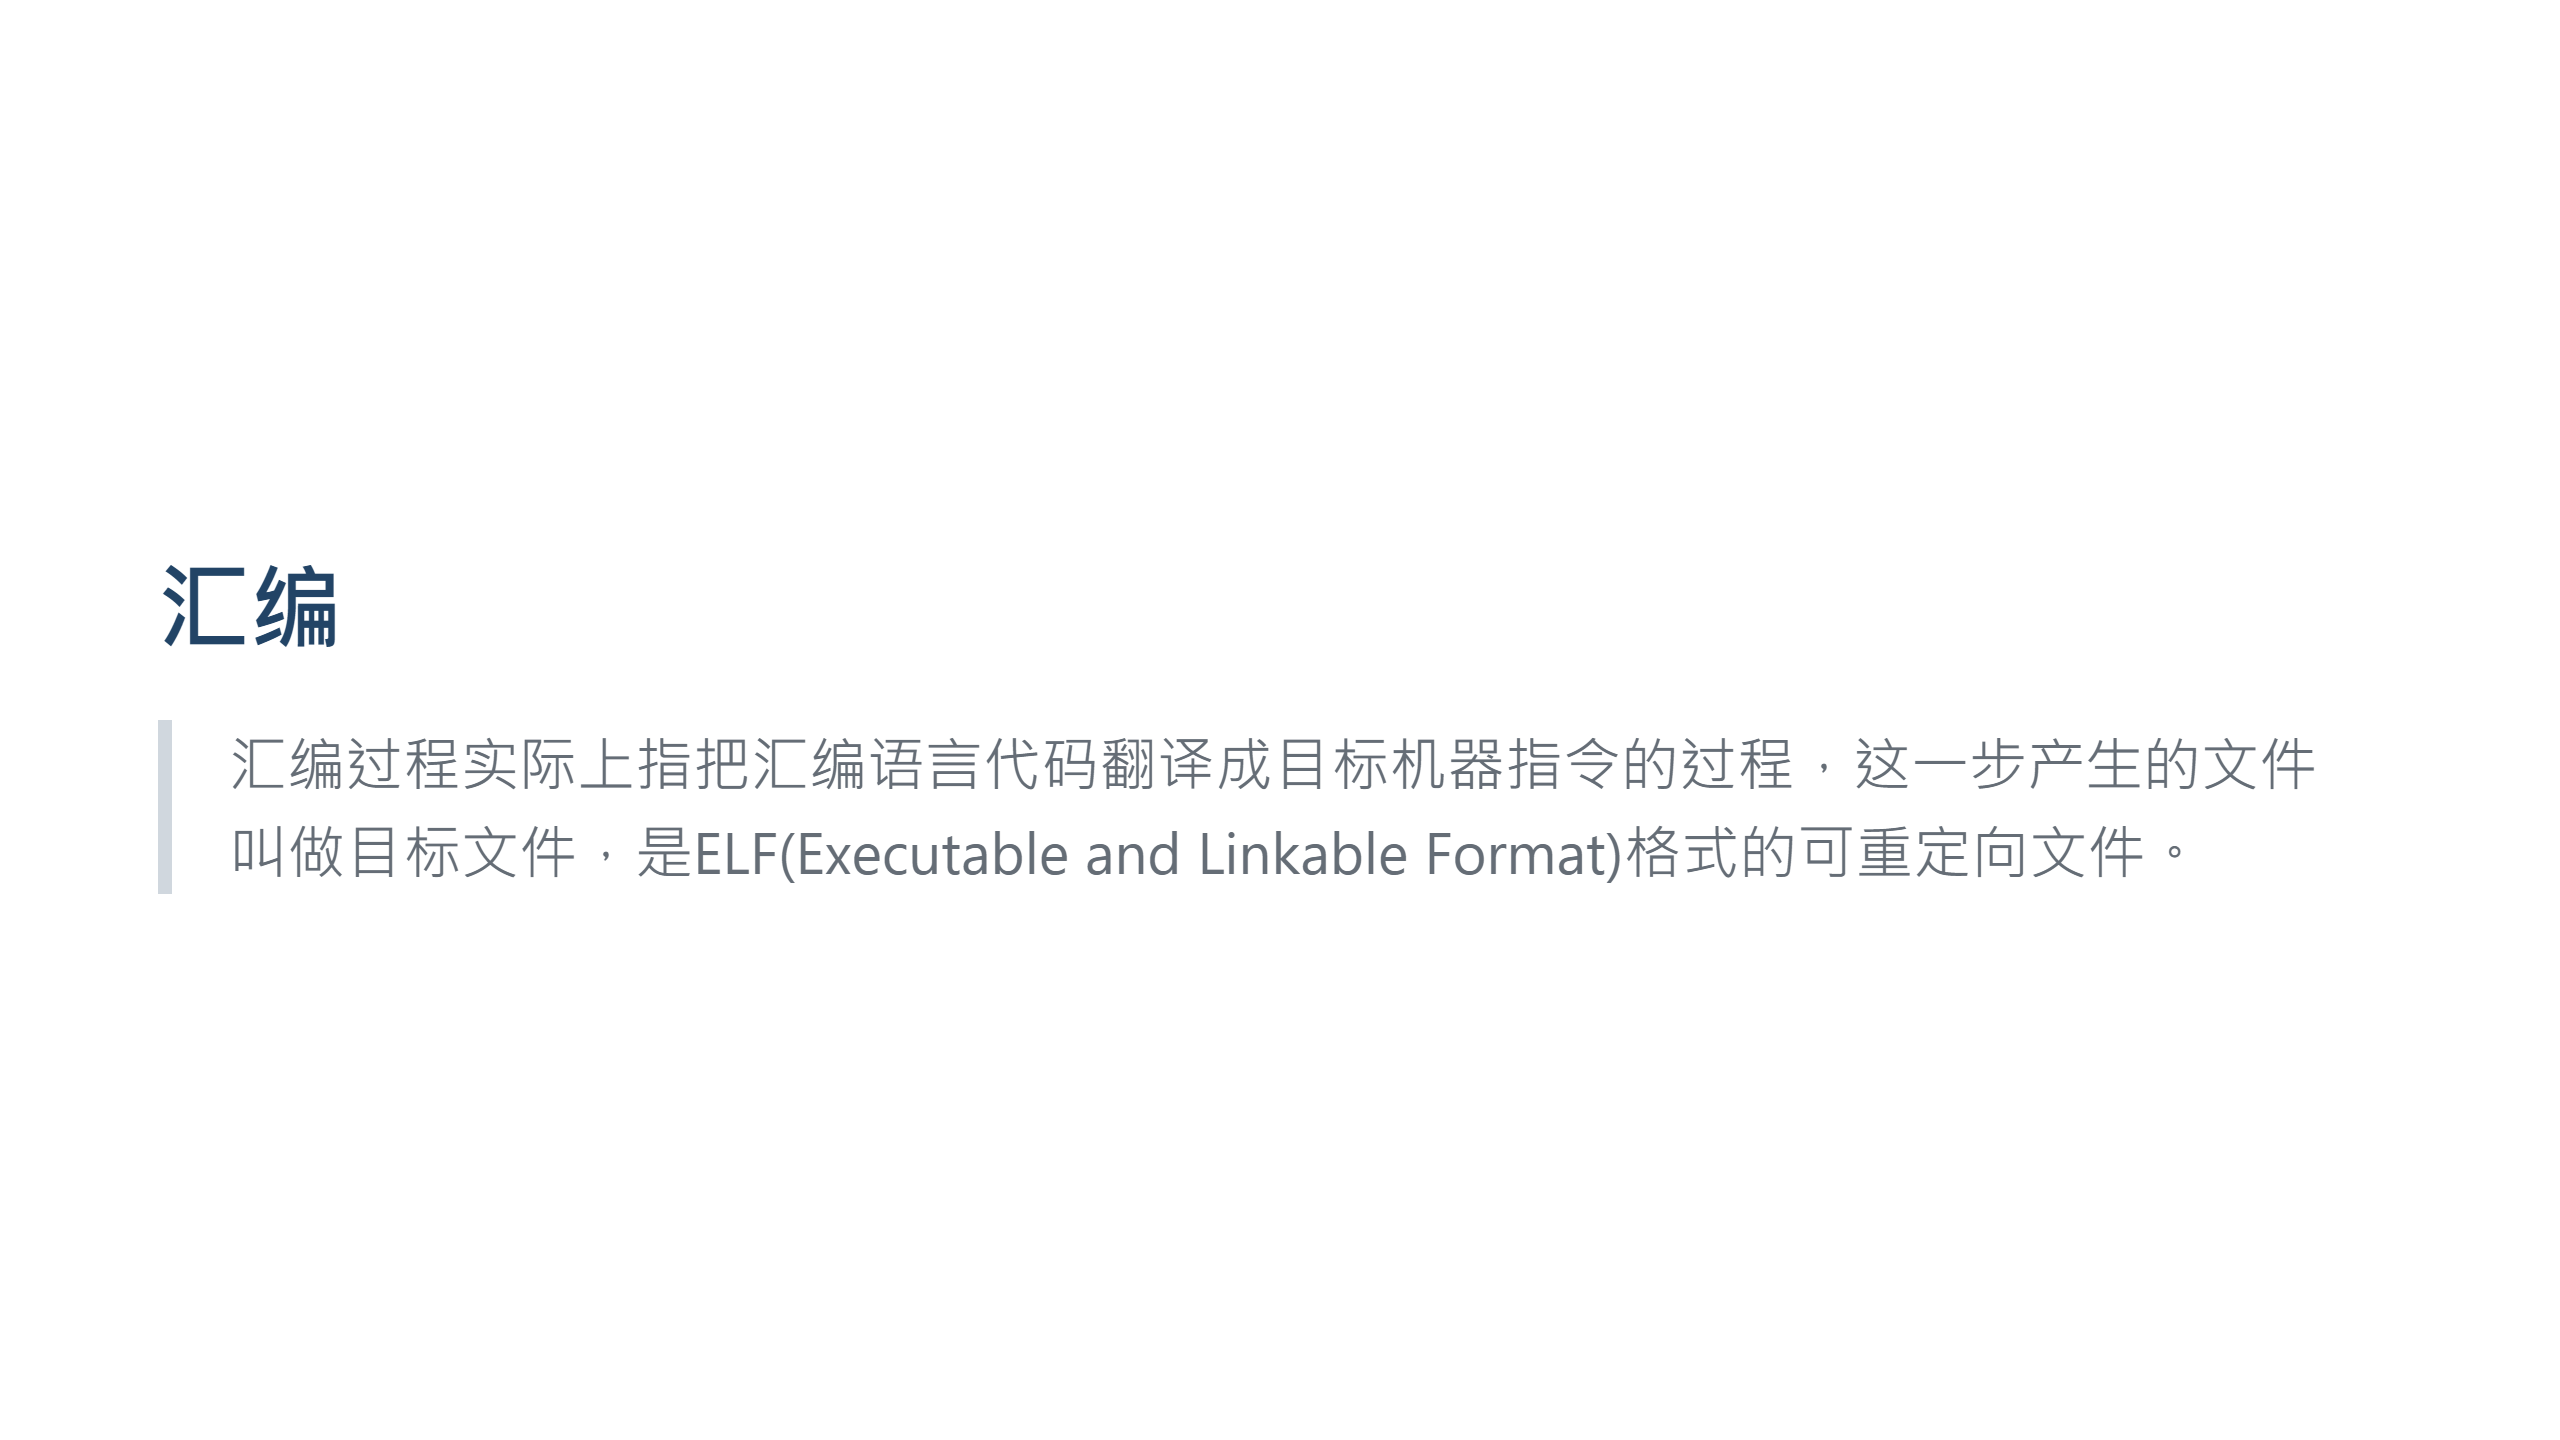 汇编
汇编过程实际上指把汇编语言代码翻译成目标机器指令的过程，这一步产生的文件
叫做目标文件，是ELF(Executable and Linkable Format)格式的可重定向文件。